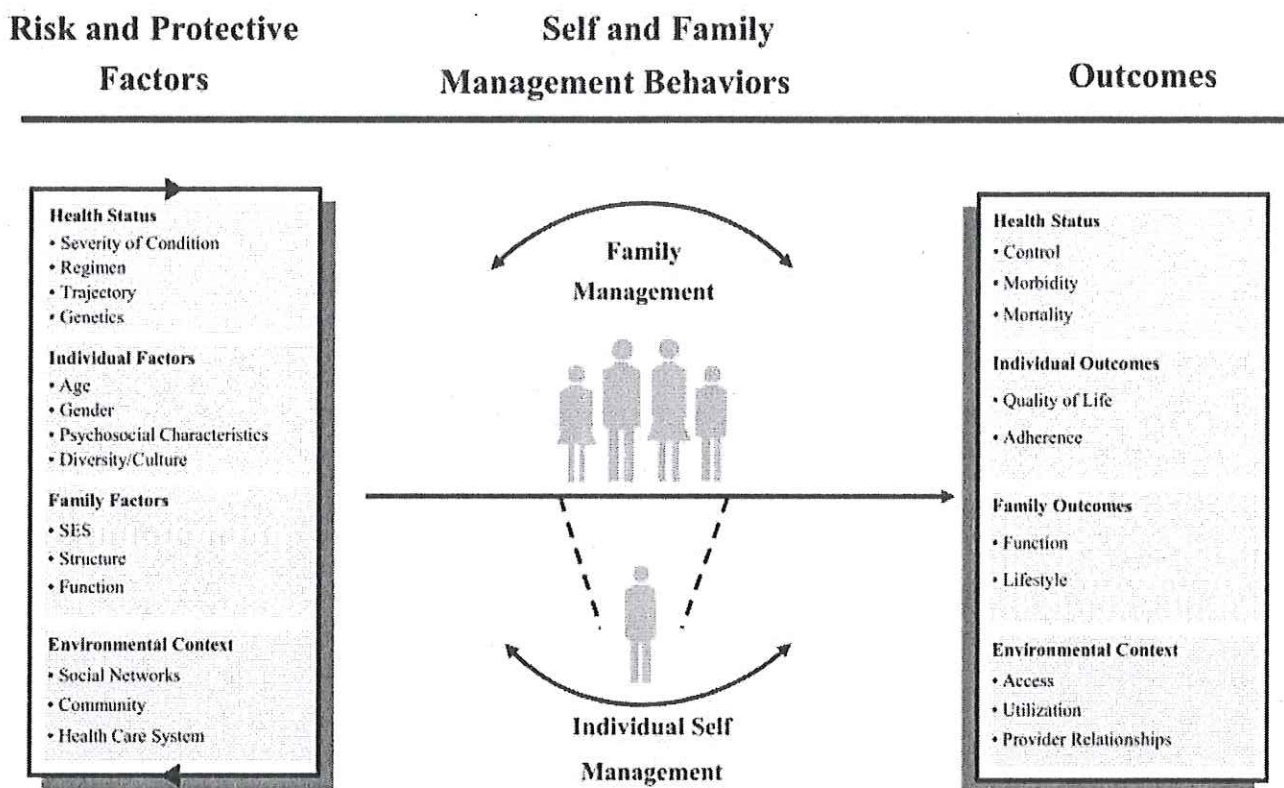 Risk and Protective
Factors
Self and Family
Management Behaviors
Outcomes
Health Status
• Severity of Condition
• Regimen
• Trajectory
• Genetics
Individual Factors
• Age
• Gender
• Psychosocial Characteristics
• Diversity/Culture
Family Factors
• SES
• Structure
• Function
Environmental Context
• Social Networks
• Community
• Health Care System
Family
Management
Individual Self
Management
Health Status
• Control
• Morbidity
• Mortality
Individual Outcomes
• Quality of Life
• Adherence
Family Outcomes
• Function
• Lifestyle
Environmental Context
• Access
• Utilization
• Provider Relationships